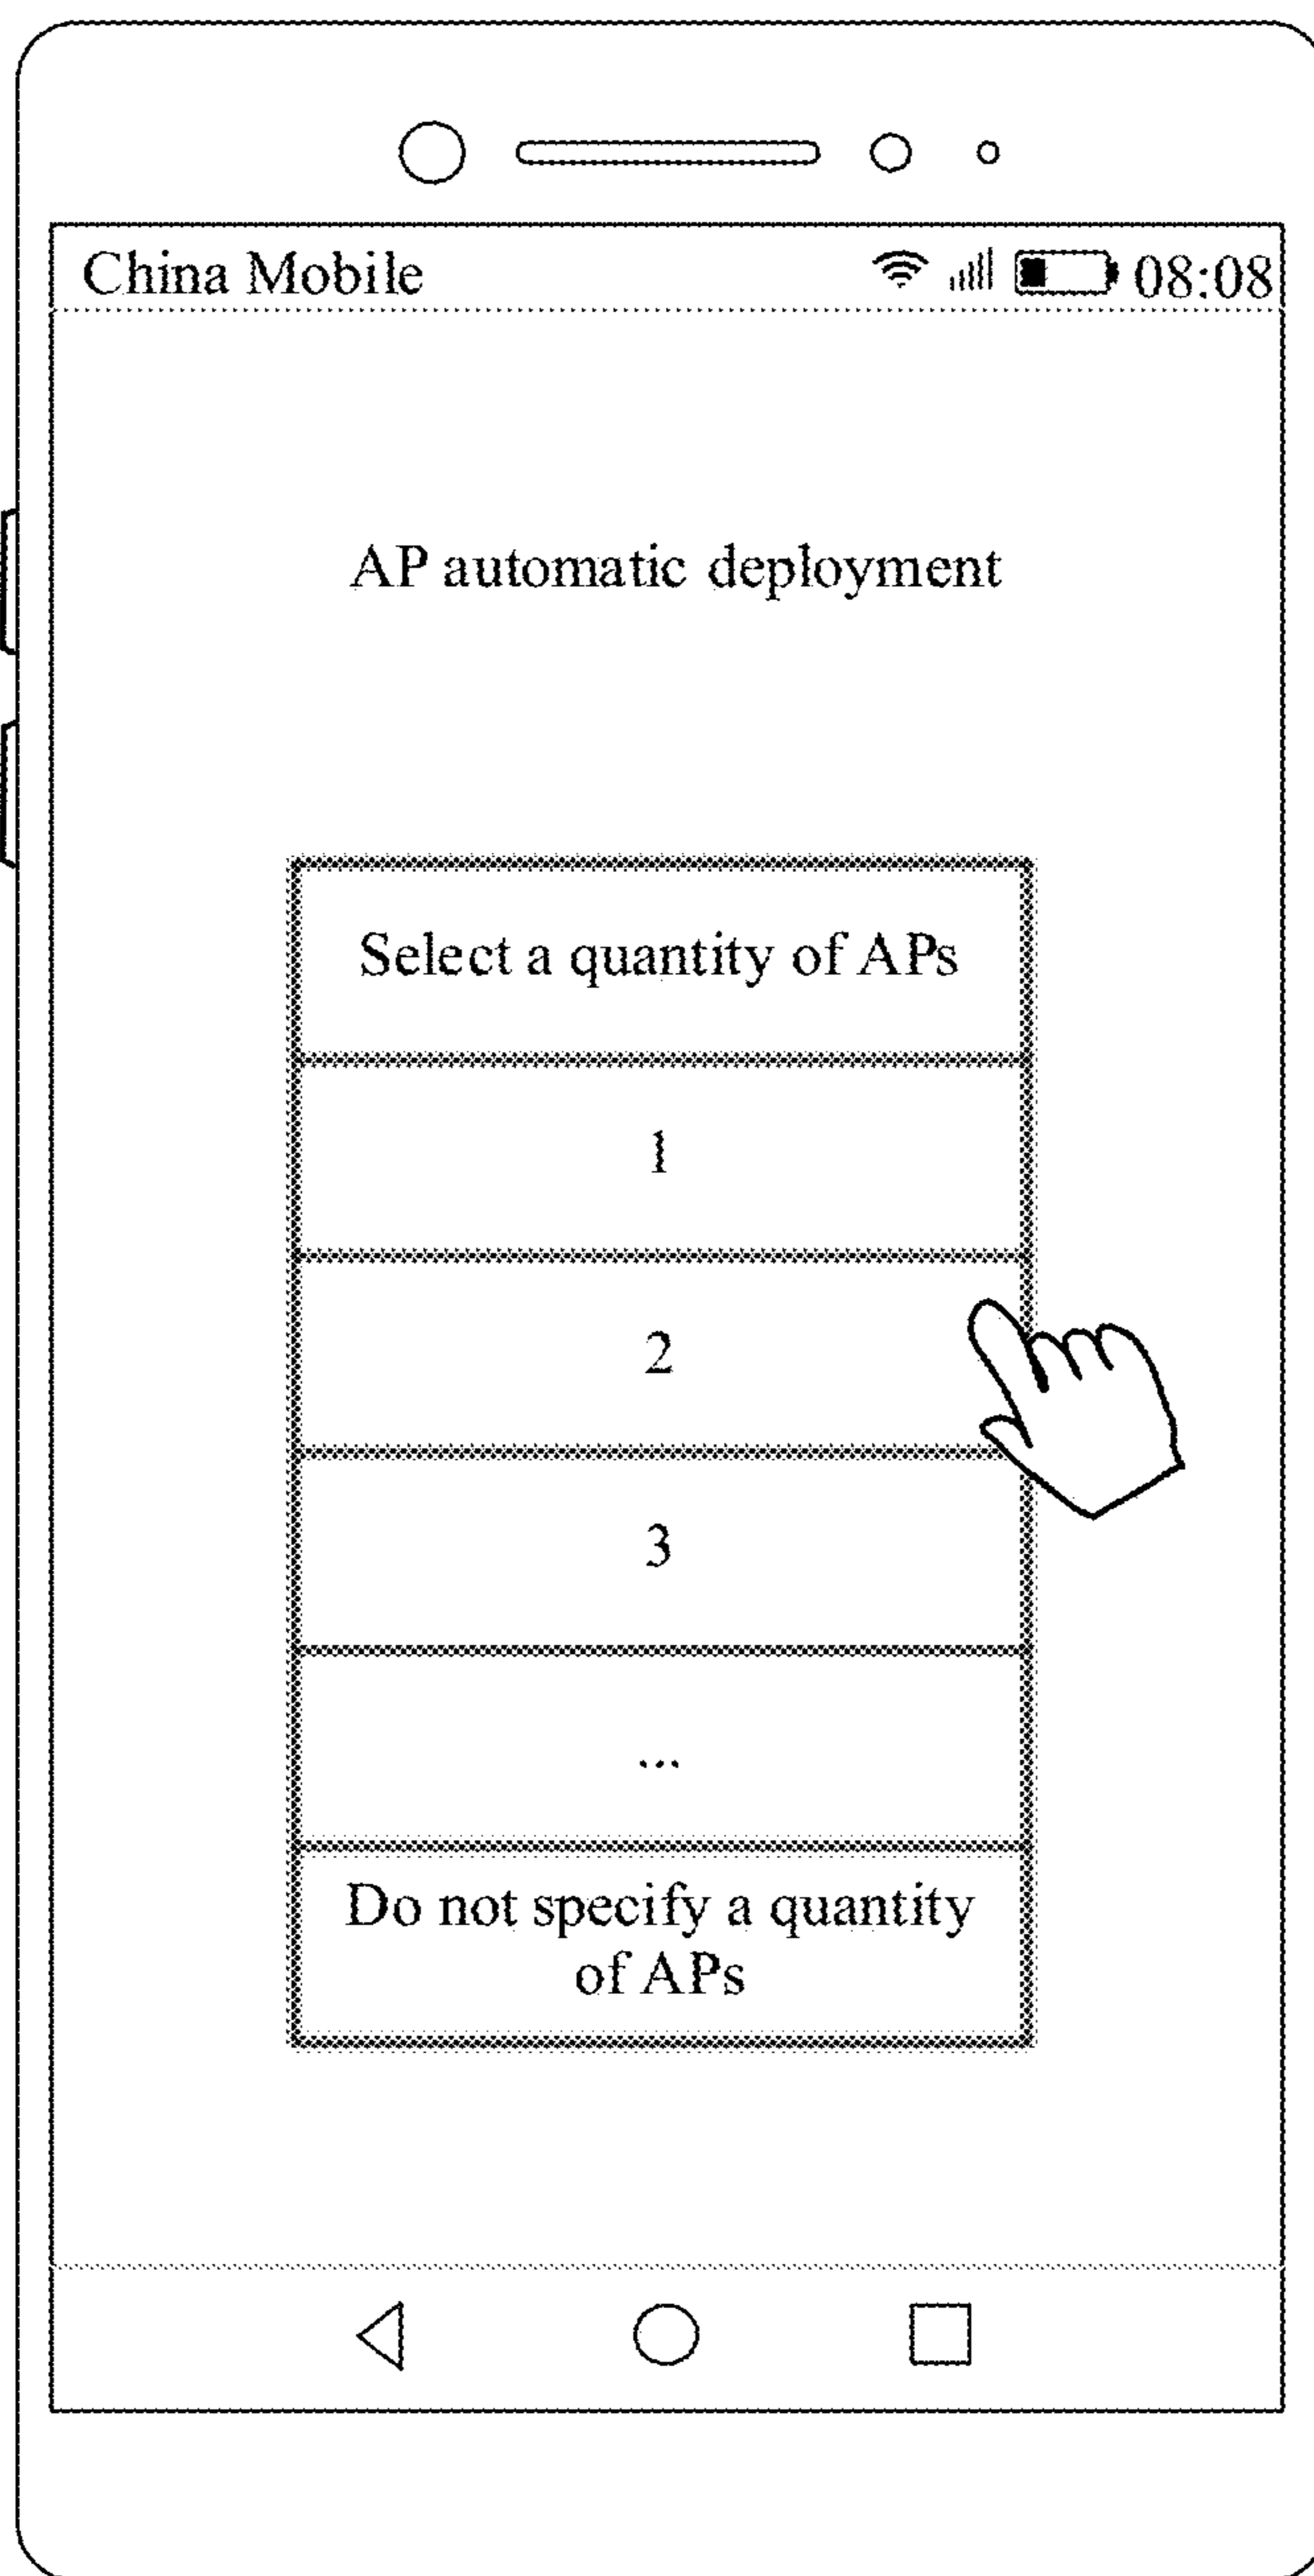 China Mobile 08:08
AP automatic deployment
Select a quantity of APs
1
2
3
...
Do not specify a quantity
of APs